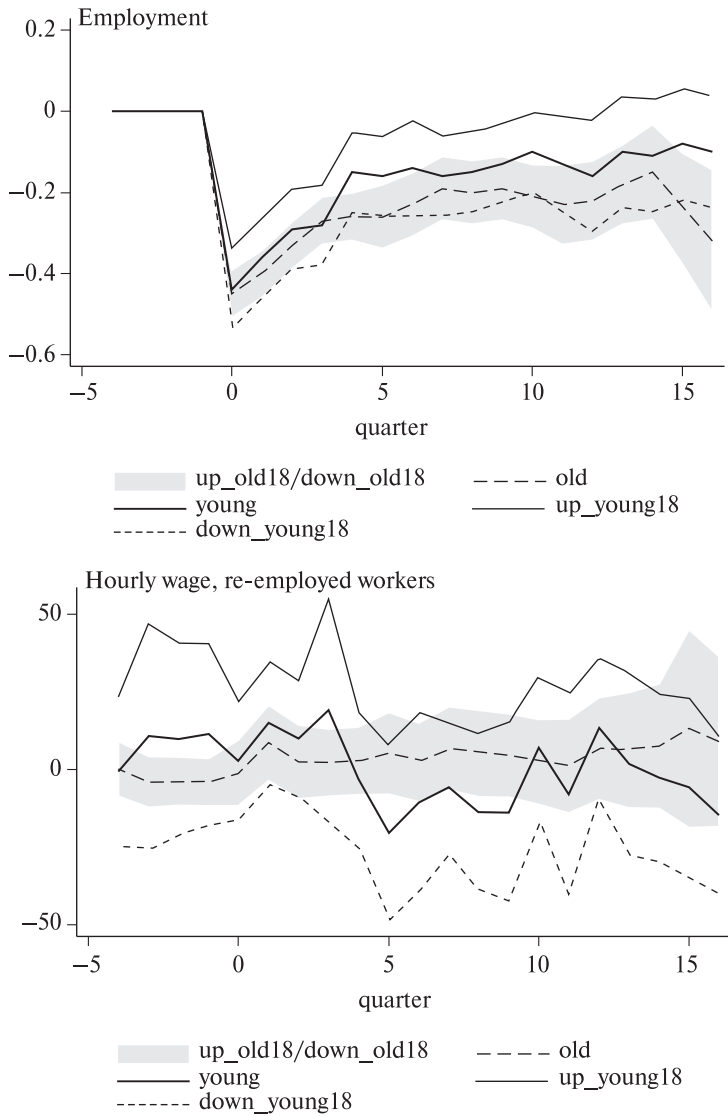 Employment
0.2
0
−0.2
−0.4
−0.6
−5 0 5 10 15
quarter
up_old18/down_old18 old
young up_young18
down_young18
Hourly wage, re-employed workers
50
0
−50
−5 0 5 10 15
quarter
up_old18/down_old18 old
young up_young18
down_young18